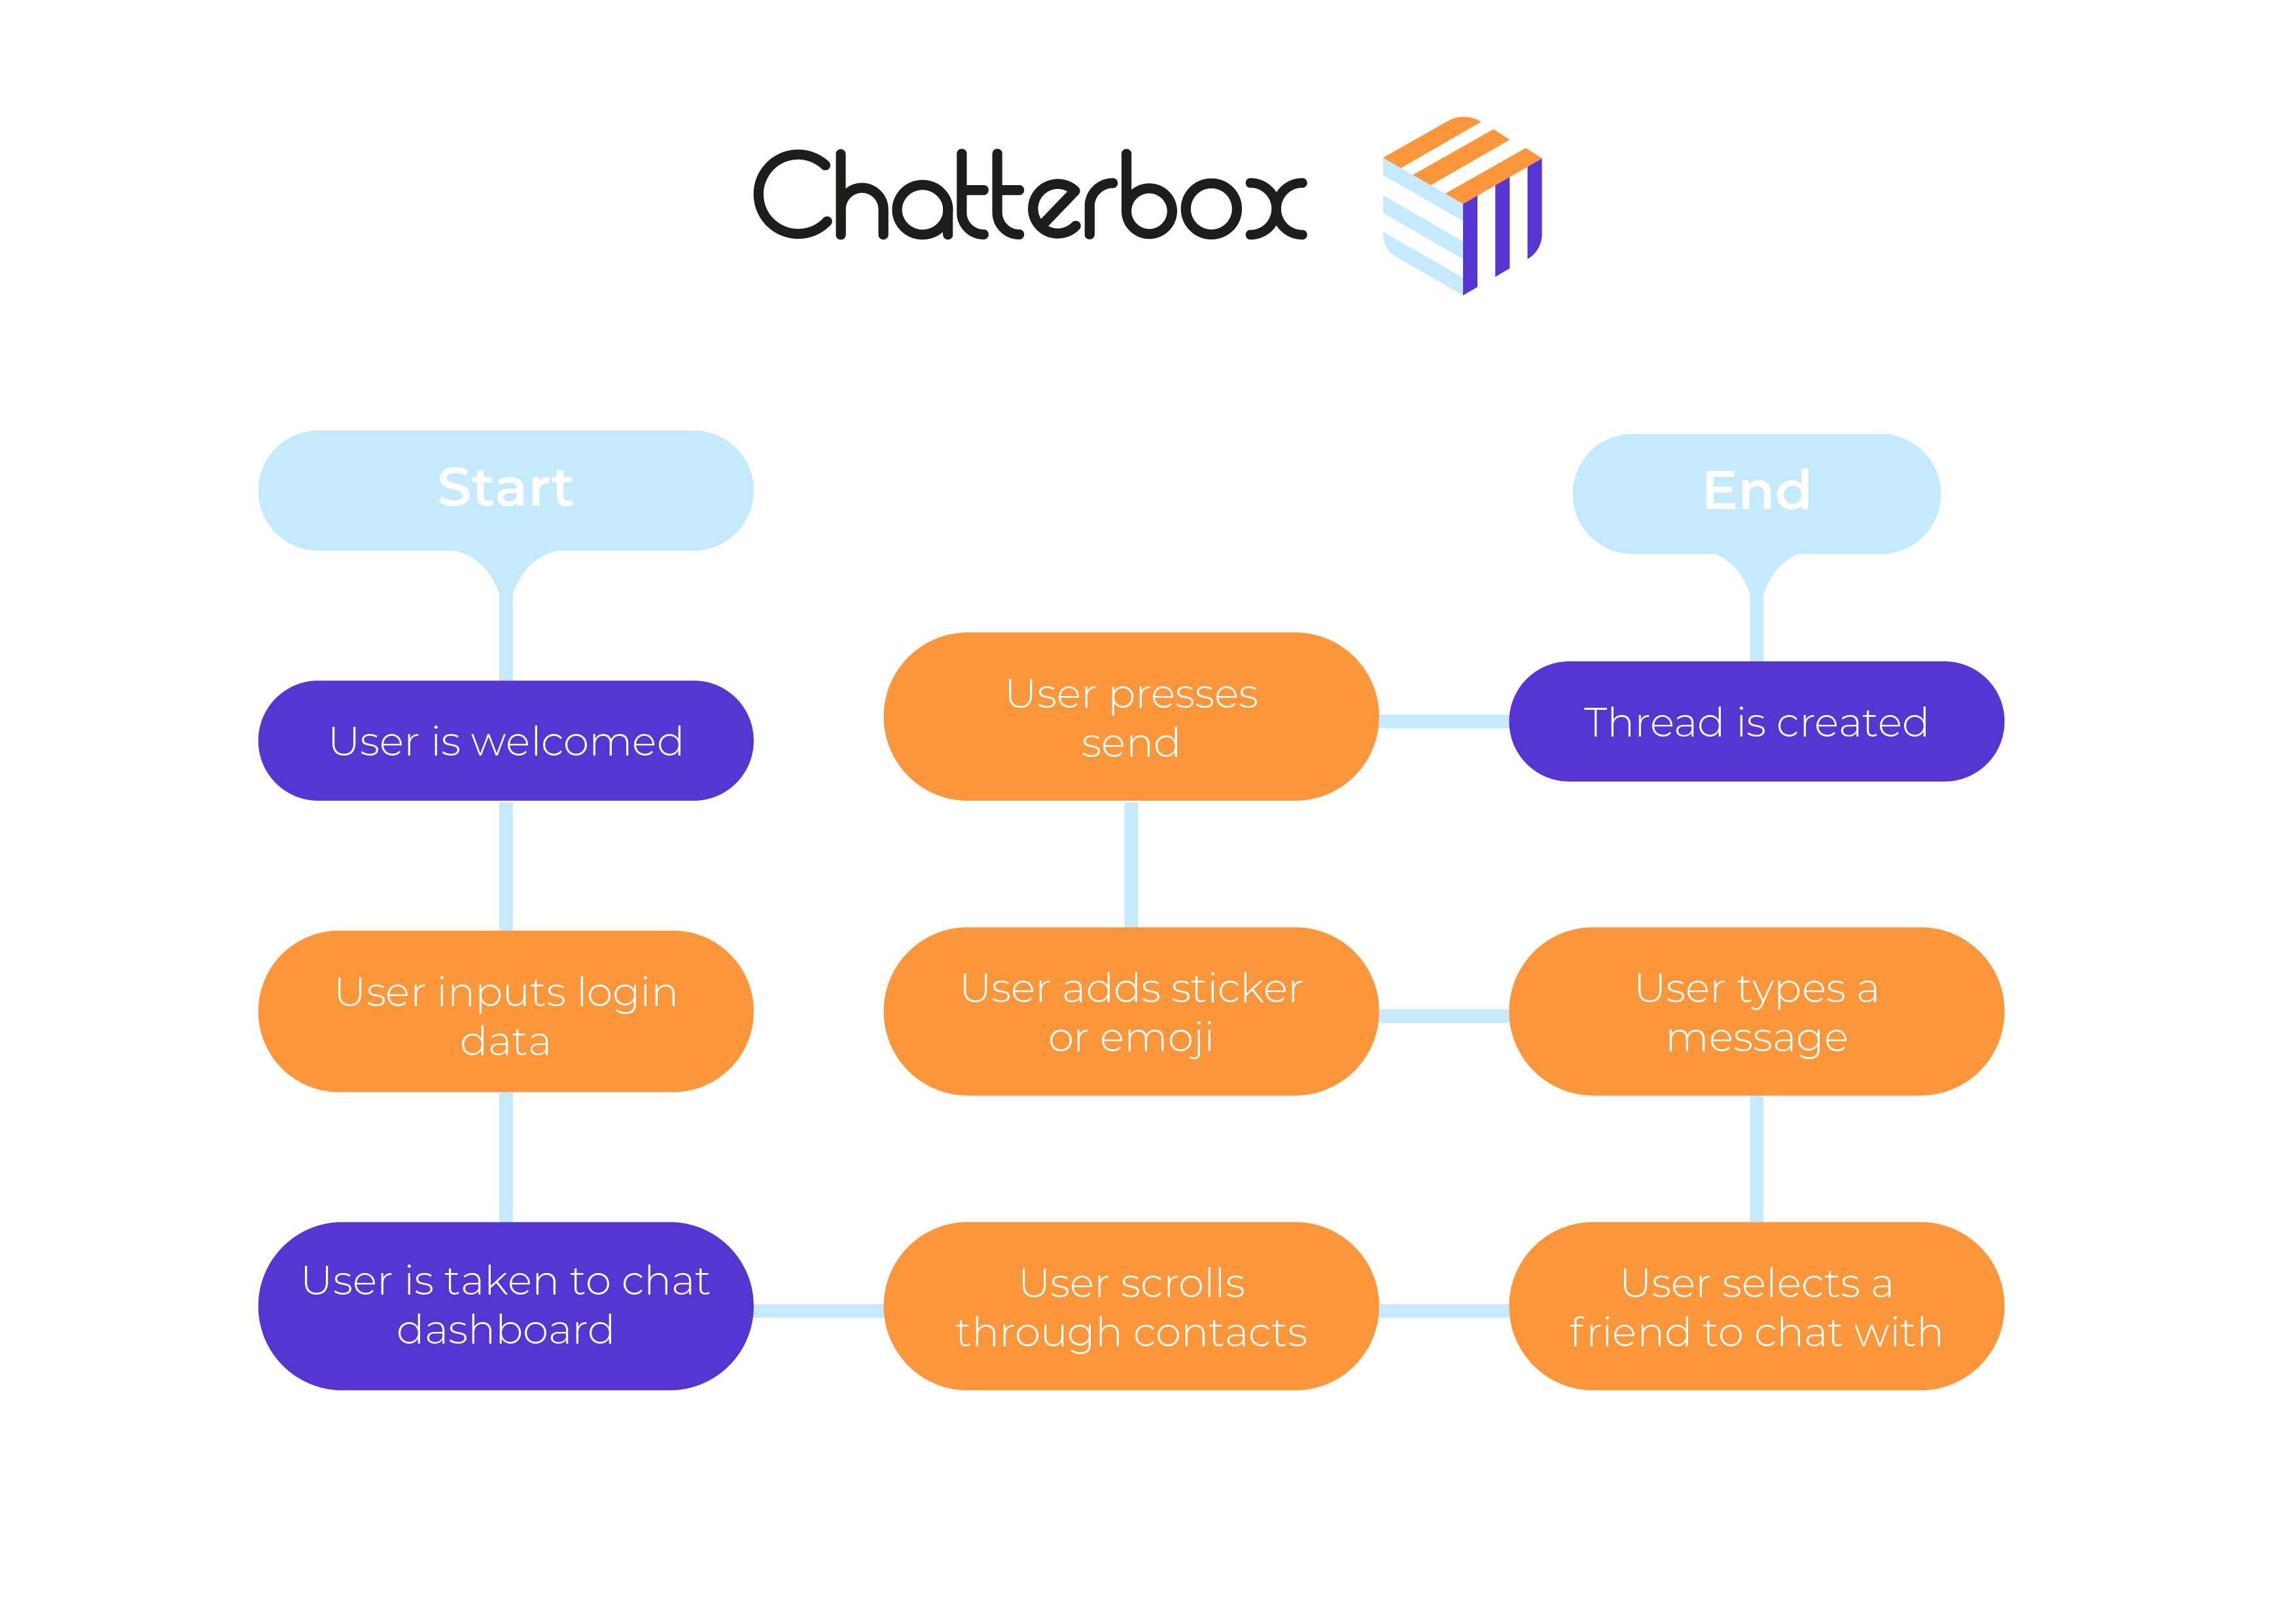 Chatterbox
Start
End
User presses
send
Thread is created
User is welcomed
User inputs login
data
User adds sticker
or emoji
User types a
message
User is taken to chat
dashboard
User scrolls
through contacts
User selects a
friend to chat with